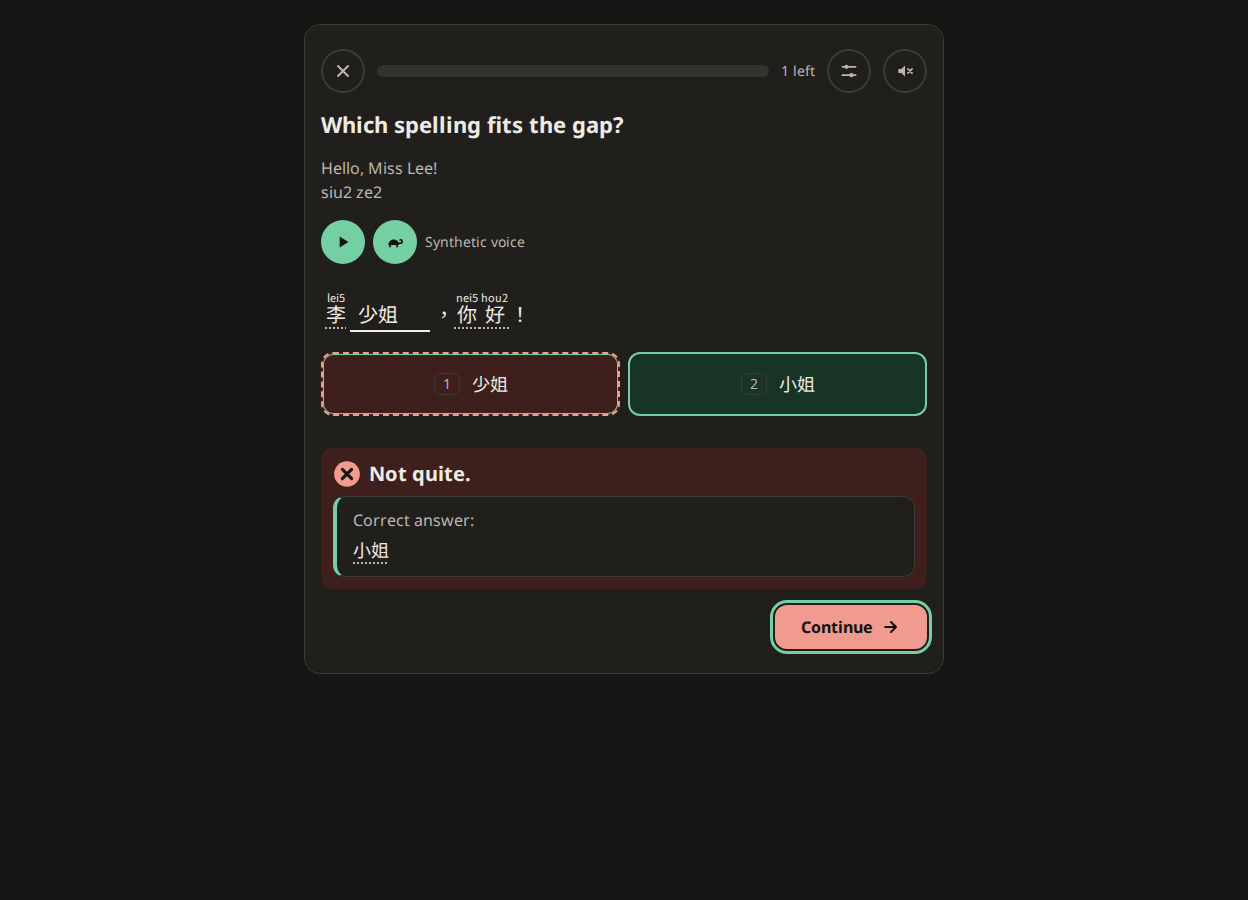 1 left
Which spelling fits the gap?
Hello, Miss Lee!
siu2 ze2
Synthetic voice
lei5 nei5 hou2
李 少姐 ，你好！
1 少姐
2 小姐
Not quite.
Correct answer:
小姐
Continue